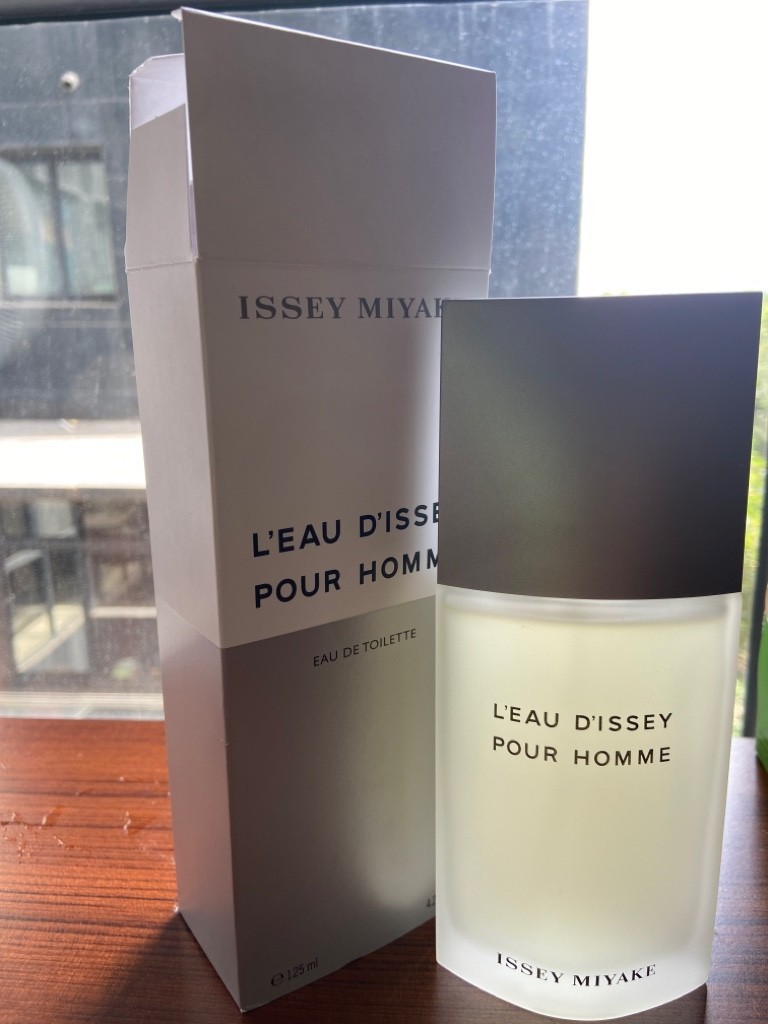 ISSEY MIYAK
L'EAU D'ISSE
POUR HOMM
EAU DE TOILETTE
℮ 125 ml
L'EAU D'ISSEY
POUR HOMME
ISSEY MIYAKE